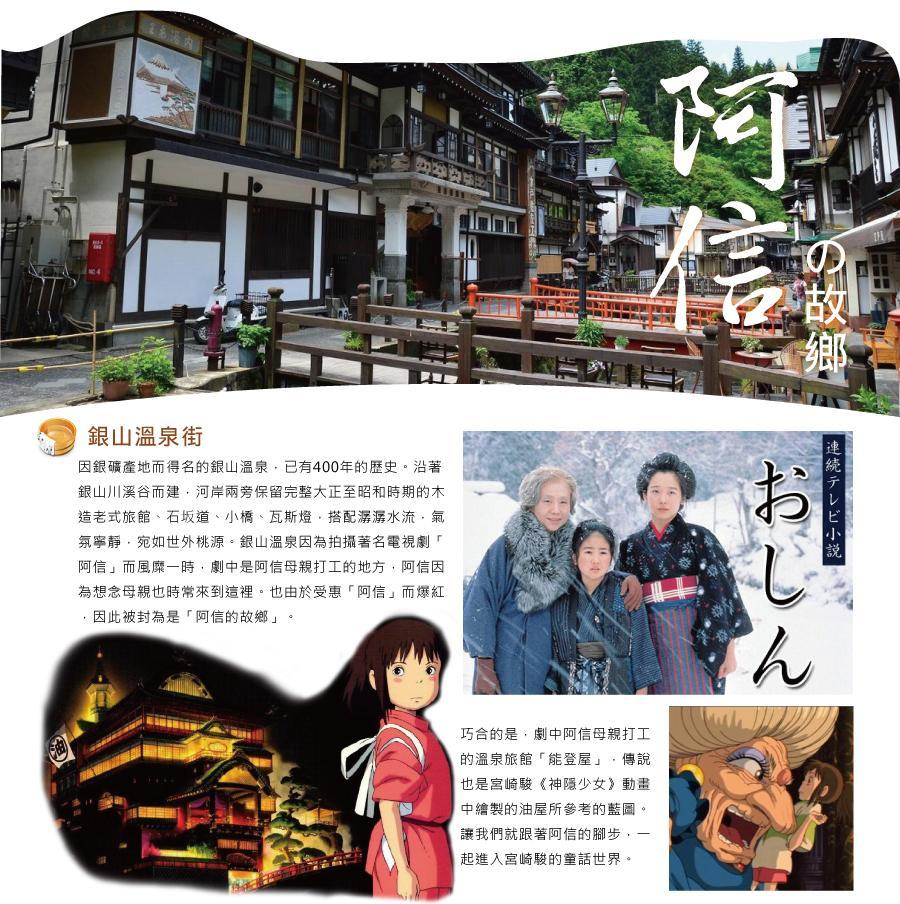 阿信
の故鄉
銀山溫泉街
因銀礦產地而得名的銀山溫泉，已有400年的歷史。沿著
銀山川溪谷而建，河岸兩旁保留完整大正至昭和時期的木
造老式旅館、石坂道、小橋、瓦斯燈，搭配潺潺水流，氣
氛寧靜，宛如世外桃源。銀山溫泉因為拍攝著名電視劇「
阿信」而風靡一時，劇中是阿信母親打工的地方，阿信因
為想念母親也時常來到這裡。也由於受惠「阿信」而爆紅
，因此被封為是「阿信的故鄉」。
連続テレビ小説
おしん
油
巧合的是，劇中阿信母親打工
的溫泉旅館「能登屋」，傳說
也是宮崎駿《神隱少女》動畫
中繪製的油屋所參考的藍圖。
讓我們就跟著阿信的腳步，一
起進入宮崎駿的童話世界。